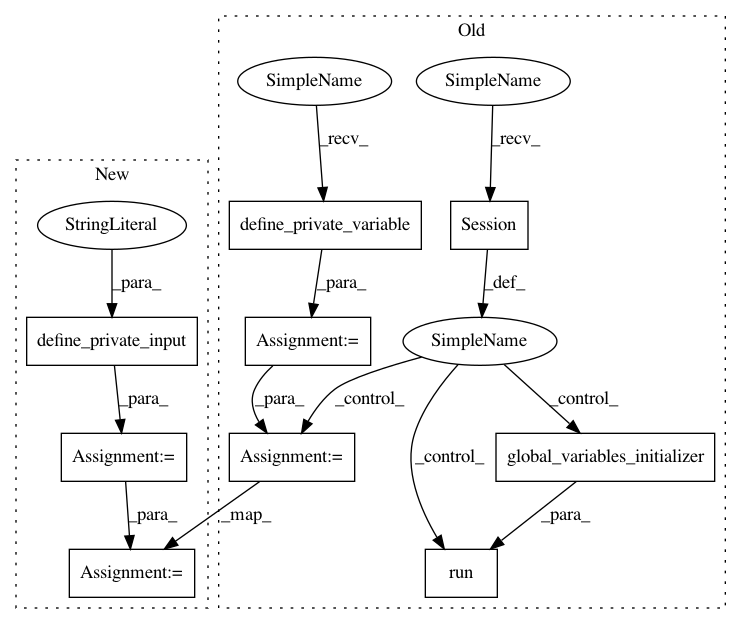 Old
SimpleName
SimpleName
_recv_
_recv_
New
StringLiteral
define_private_variable
Session
_para_
_para_
_def_
define_private_input
Assignment:=
SimpleName
_para_
_para_
_control_
_control_
_control_
Assignment:=
Assignment:=
global_variables_initializer
_para_
_map_
_para_
Assignment:=
run